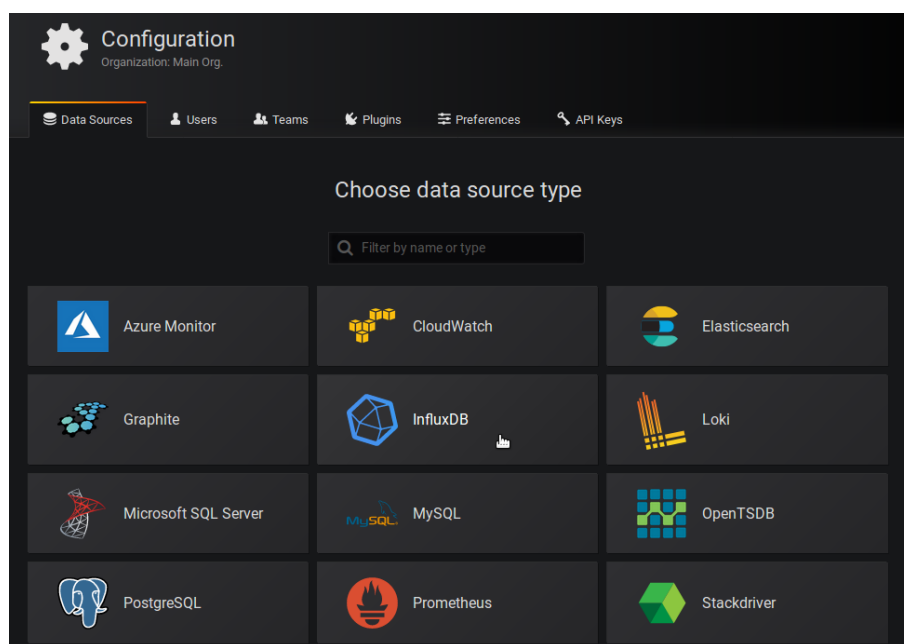 Configuration
Organization: Main Org.
Data Sources Users Teams Plugins Preferences API Keys
Choose data source type
Filter by name or type
Azure Monitor CloudWatch Elasticsearch
Graphite InfluxDB Loki
Microsoft SQL Server MySQL MySQL OpenTSDB
PostgreSQL Prometheus Stackdriver